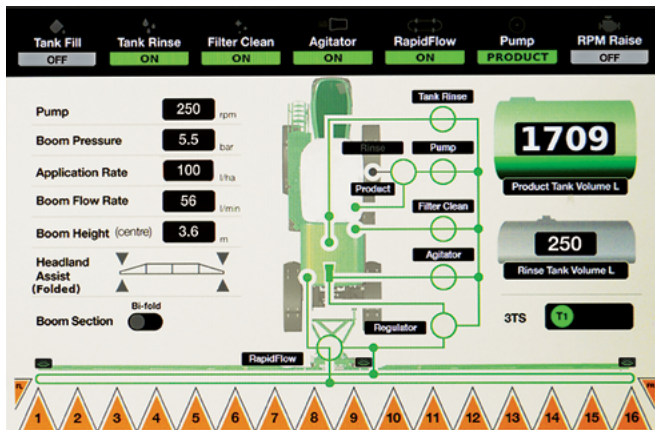 Tank Fill
OFF
Tank Rinse
ON
Filter Clean
ON
Agitator
ON
RapidFlow
ON
Pump
PRODUCT
RPM Raise
OFF
Pump 250 rpm
Boom Pressure 5.5 bar
Application Rate 100 l/ha
Boom Flow Rate 56 l/min
Boom Height (centre) 3.6 m
Headland
Assist
(Folded)
Bi-fold
Boom Section
Tank Rinse
Rinse
Pump
Product
Filter Clean
Agitator
Regulator
RapidFlow
1709
Product Tank Volume L
250
Rinse Tank Volume L
3TS T1
FL 1 2 3 4 5 6 7 8 9 10 11 12 13 14 15 16 FR